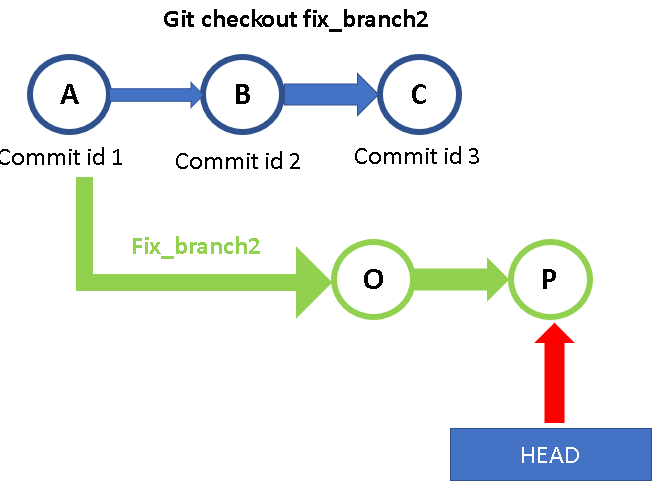 Git checkout fix_branch2
A
B
C
Commit id 1
Commit id 2
Commit id 3
Fix_branch2
O
P
HEAD